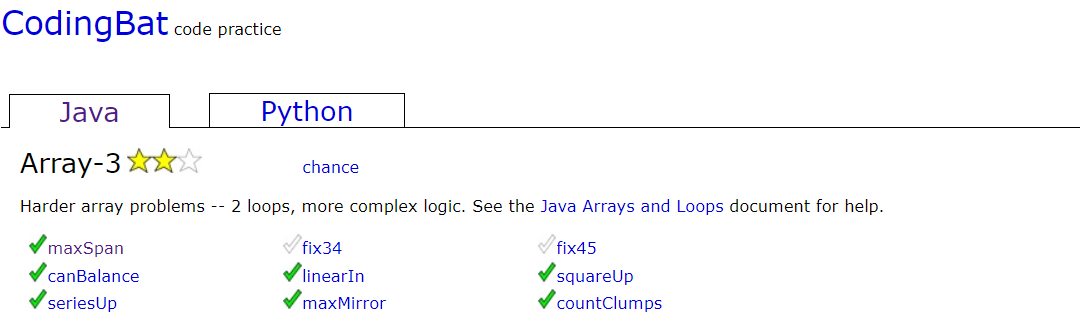 CodingBat code practice
Java Python
Array-3 chance
Harder array problems -- 2 loops, more complex logic. See the Java Arrays and Loops document for help.
maxSpan fix34 fix45
canBalance linearIn squareUp
seriesUp maxMirror countClumps